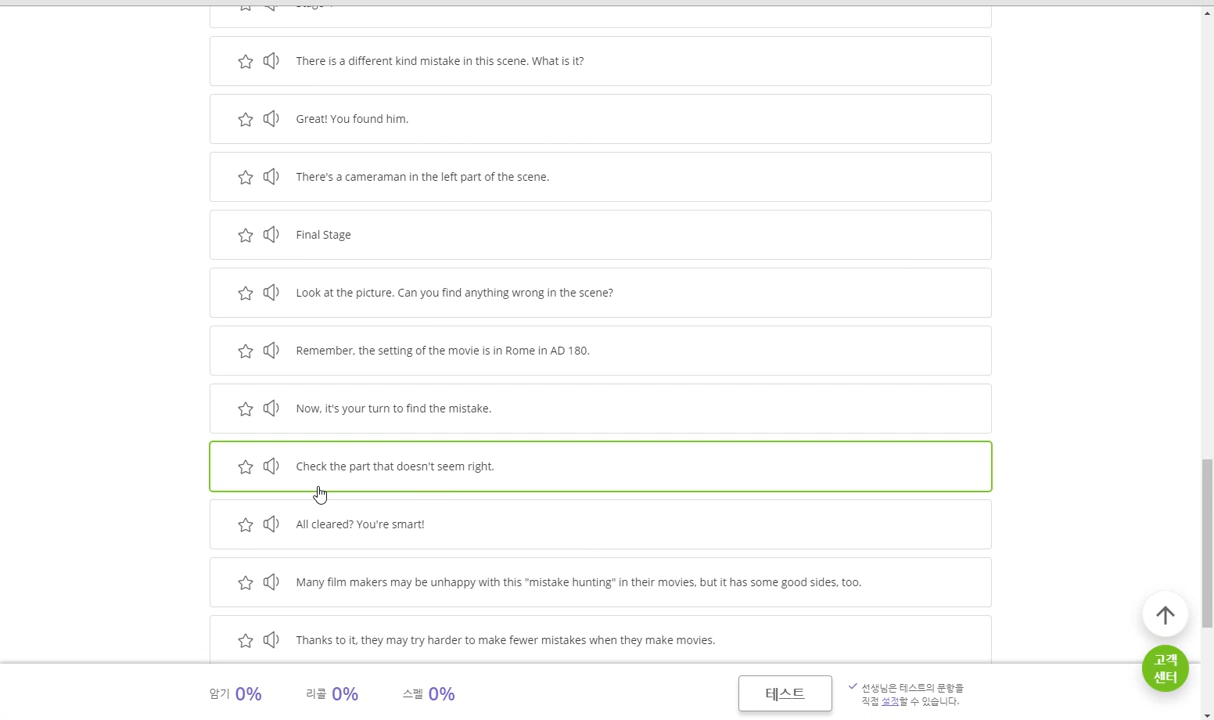 Stage 4
There is a different kind mistake in this scene. What is it?
Great! You found him.
There's a cameraman in the left part of the scene.
Final Stage
Look at the picture. Can you find anything wrong in the scene?
Remember, the setting of the movie is in Rome in AD 180.
Now, it's your turn to find the mistake.
Check the part that doesn't seem right.
All cleared? You're smart!
Many film makers may be unhappy with this "mistake hunting" in their movies, but it has some good sides, too.
Thanks to it, they may try harder to make fewer mistakes when they make movies.
고객
센터
암기 0% 리콜 0% 스펠 0% 테스트 선생님은 테스트의 문항을
직접 설정할 수 있습니다.